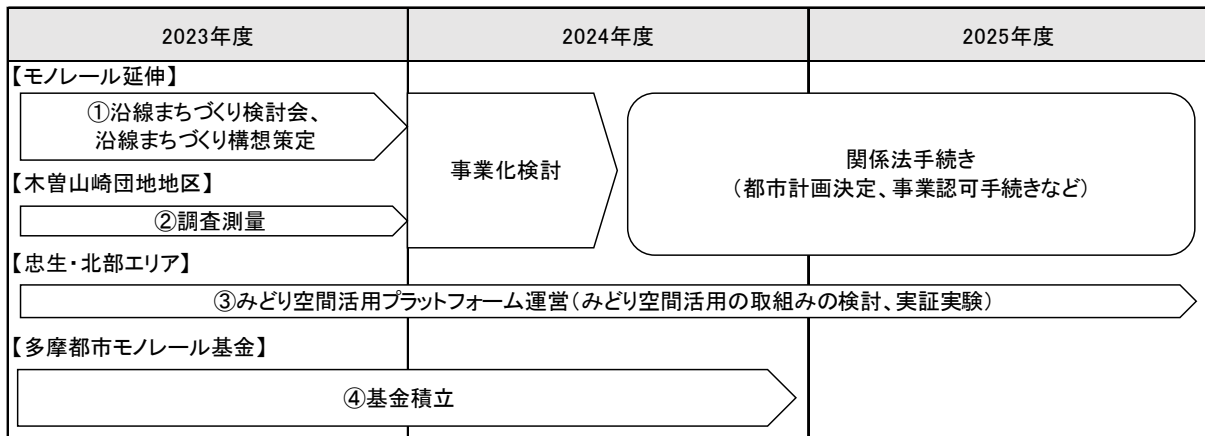 2023年度
2024年度
2025年度
【モノレール延伸】
①沿線まちづくり検討会、
沿線まちづくり構想策定
事業化検討
関係法手続き
（都市計画決定、事業認可手続きなど）
【木曽山崎団地地区】
②調査測量
【忠生・北部エリア】
③みどり空間活用プラットフォーム運営（みどり空間活用の取組みの検討、実証実験）
【多摩都市モノレール基金】
④基金積立